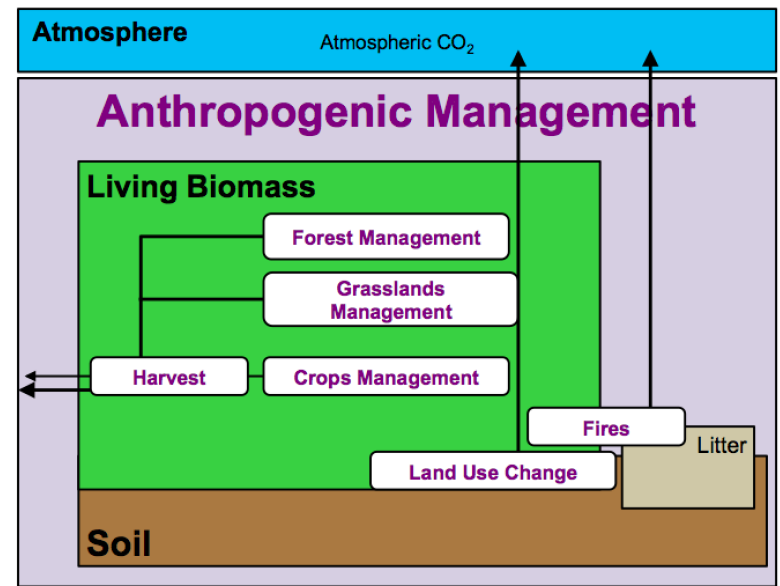 Atmosphere
Atmospheric CO₂
Anthropogenic Management
Living Biomass
Forest Management
Grasslands
Management
Harvest
Crops Management
Fires
Litter
Land Use Change
Soil